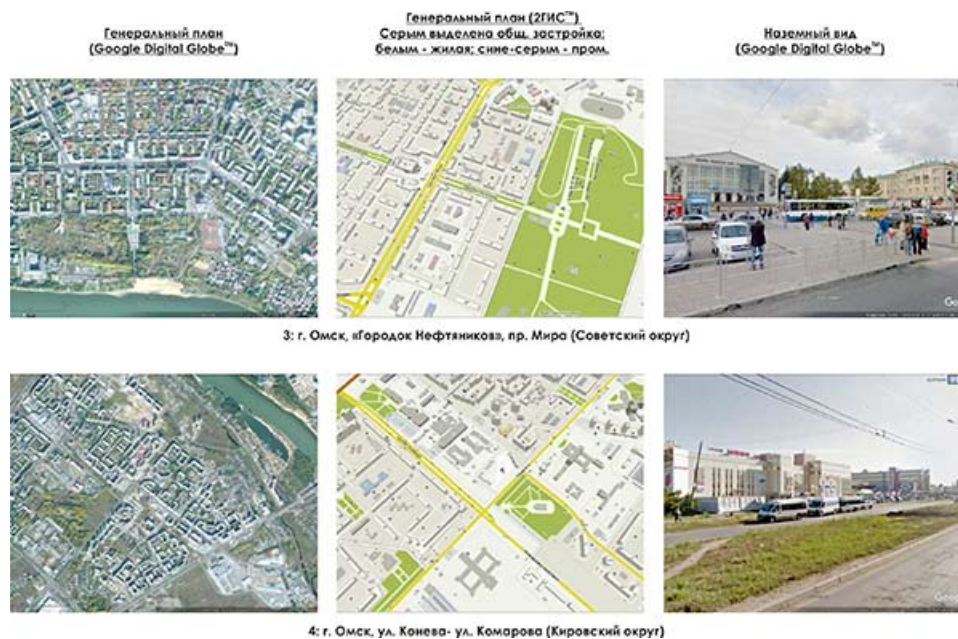 Генеральный план
(Google Digital Globe™)
Генеральный план (2ГИС™)
Серым выделена общ. застройка;
белым - жилая; сине-серым - пром.
Наземный вид
(Google Digital Globe™)
3: г. Омск, «Городок Нефтяников», пр. Мира (Советский округ)
4: г. Омск, ул. Конева- ул. Комарова (Кировский округ)